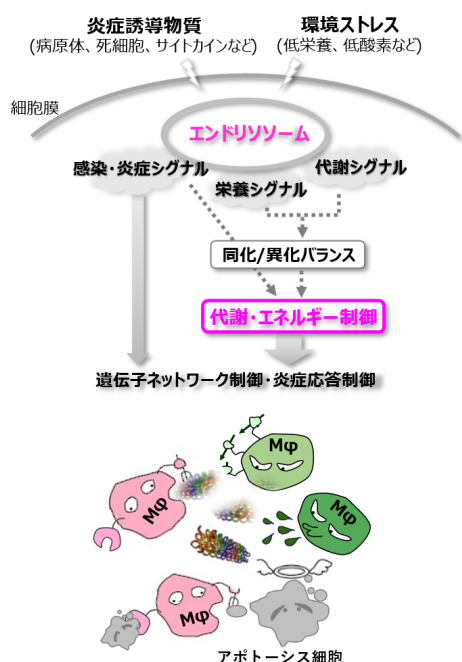 炎症誘導物質
(病原体、死細胞、サイトカインなど)
環境ストレス
(低栄養、低酸素など)
細胞膜
エンドリソソーム
感染・炎症シグナル
代謝シグナル
栄養シグナル
同化/異化バランス
代謝・エネルギー制御
遺伝子ネットワーク制御・炎症応答制御
Mφ
Mφ
Mφ
Mφ
アポトーシス細胞